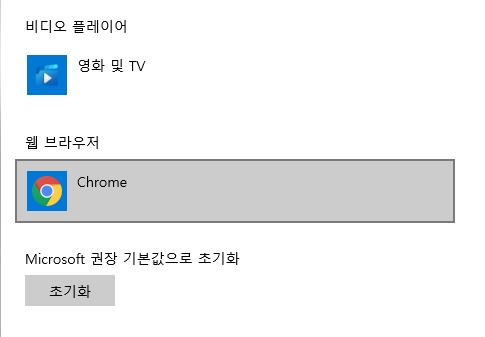 비디오 플레이어
영화 및 TV
웹 브라우저
Chrome
Microsoft 권장 기본값으로 초기화
초기화